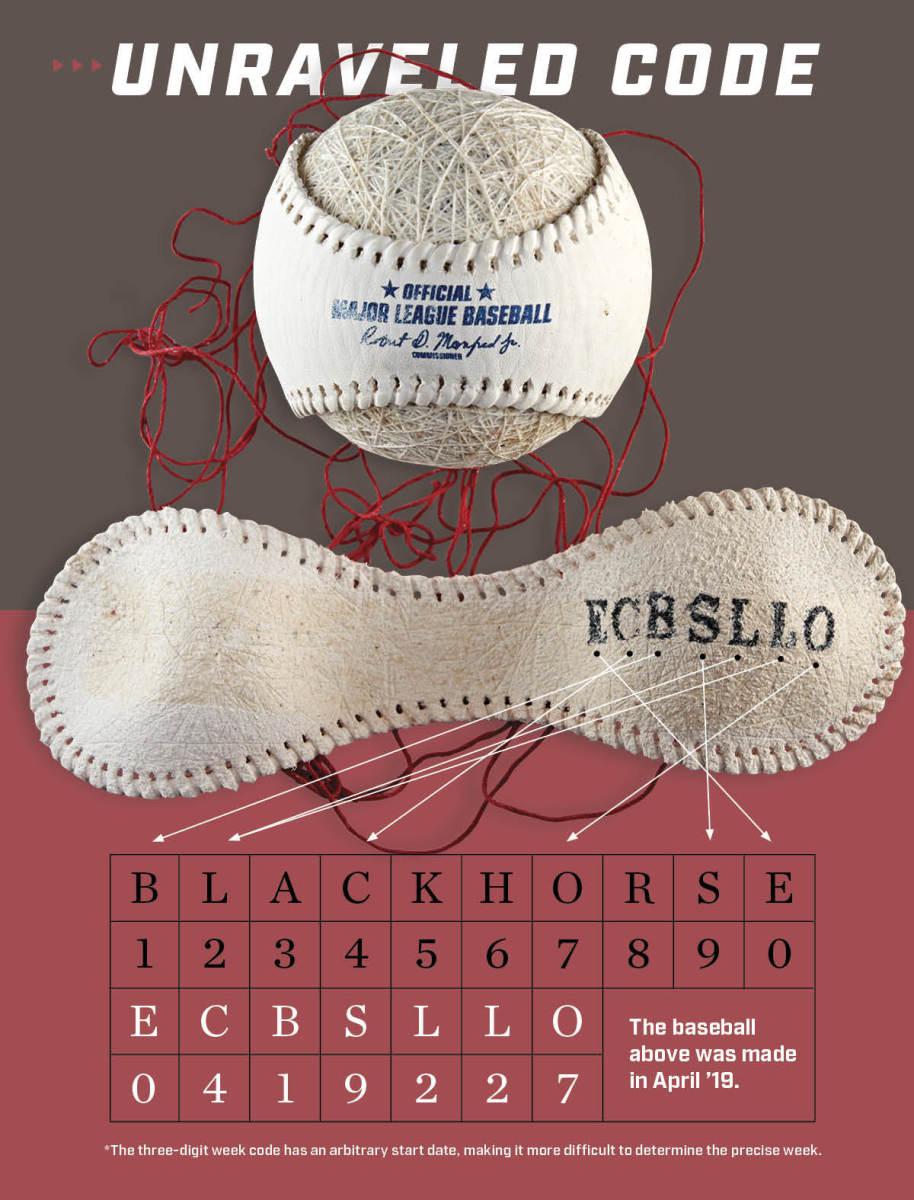 UNRAVELED CODE
★ OFFICIAL ★
MAJOR LEAGUE BASEBALL
Robert D. Manfred Jr.
COMMISSIONER
ECBSLLO
B L A C K H O R S E
1 2 3 4 5 6 7 8 9 0
E C B S L L O
0 4 1 9 2 2 7
The baseball
above was made
in April ’19.
*The three-digit week code has an arbitrary start date, making it more difficult to determine the precise week.